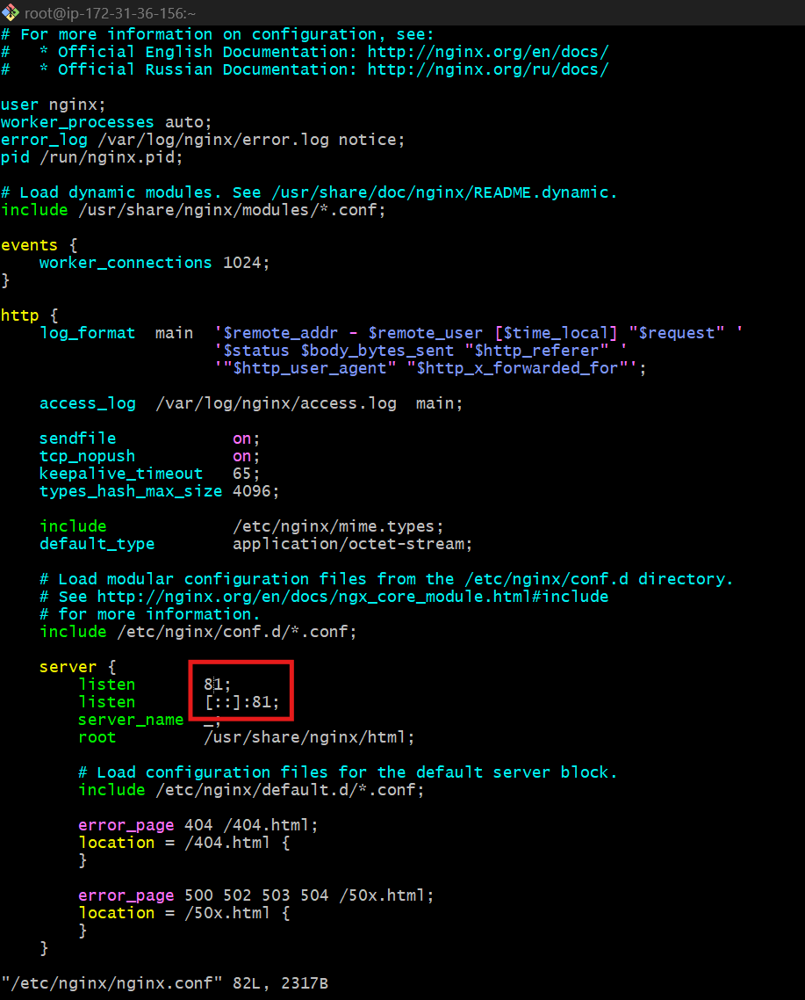 root@ip-172-31-36-156:~
# For more information on configuration, see:
#   * Official English Documentation: http://nginx.org/en/docs/
#   * Official Russian Documentation: http://nginx.org/ru/docs/
user nginx;
worker_processes auto;
error_log /var/log/nginx/error.log notice;
pid /run/nginx.pid;
# Load dynamic modules. See /usr/share/doc/nginx/README.dynamic.
include /usr/share/nginx/modules/*.conf;
events {
    worker_connections 1024;
}
http {
    log_format  main  '$remote_addr - $remote_user [$time_local] "$request" '
                      '$status $body_bytes_sent "$http_referer" '
                      '"$http_user_agent" "$http_x_forwarded_for"';
    access_log  /var/log/nginx/access.log  main;
    sendfile            on;
    tcp_nopush          on;
    keepalive_timeout   65;
    types_hash_max_size 4096;
    include             /etc/nginx/mime.types;
    default_type        application/octet-stream;
    # Load modular configuration files from the /etc/nginx/conf.d directory.
    # See http://nginx.org/en/docs/ngx_core_module.html#include
    # for more information.
    include /etc/nginx/conf.d/*.conf;
    server {
        listen       81;
        listen       [::]:81;
        server_name  _;
        root         /usr/share/nginx/html;
        # Load configuration files for the default server block.
        include /etc/nginx/default.d/*.conf;
        error_page 404 /404.html;
        location = /404.html {
        }
        error_page 500 502 503 504 /50x.html;
        location = /50x.html {
        }
    }
"/etc/nginx/nginx.conf" 82L, 2317B